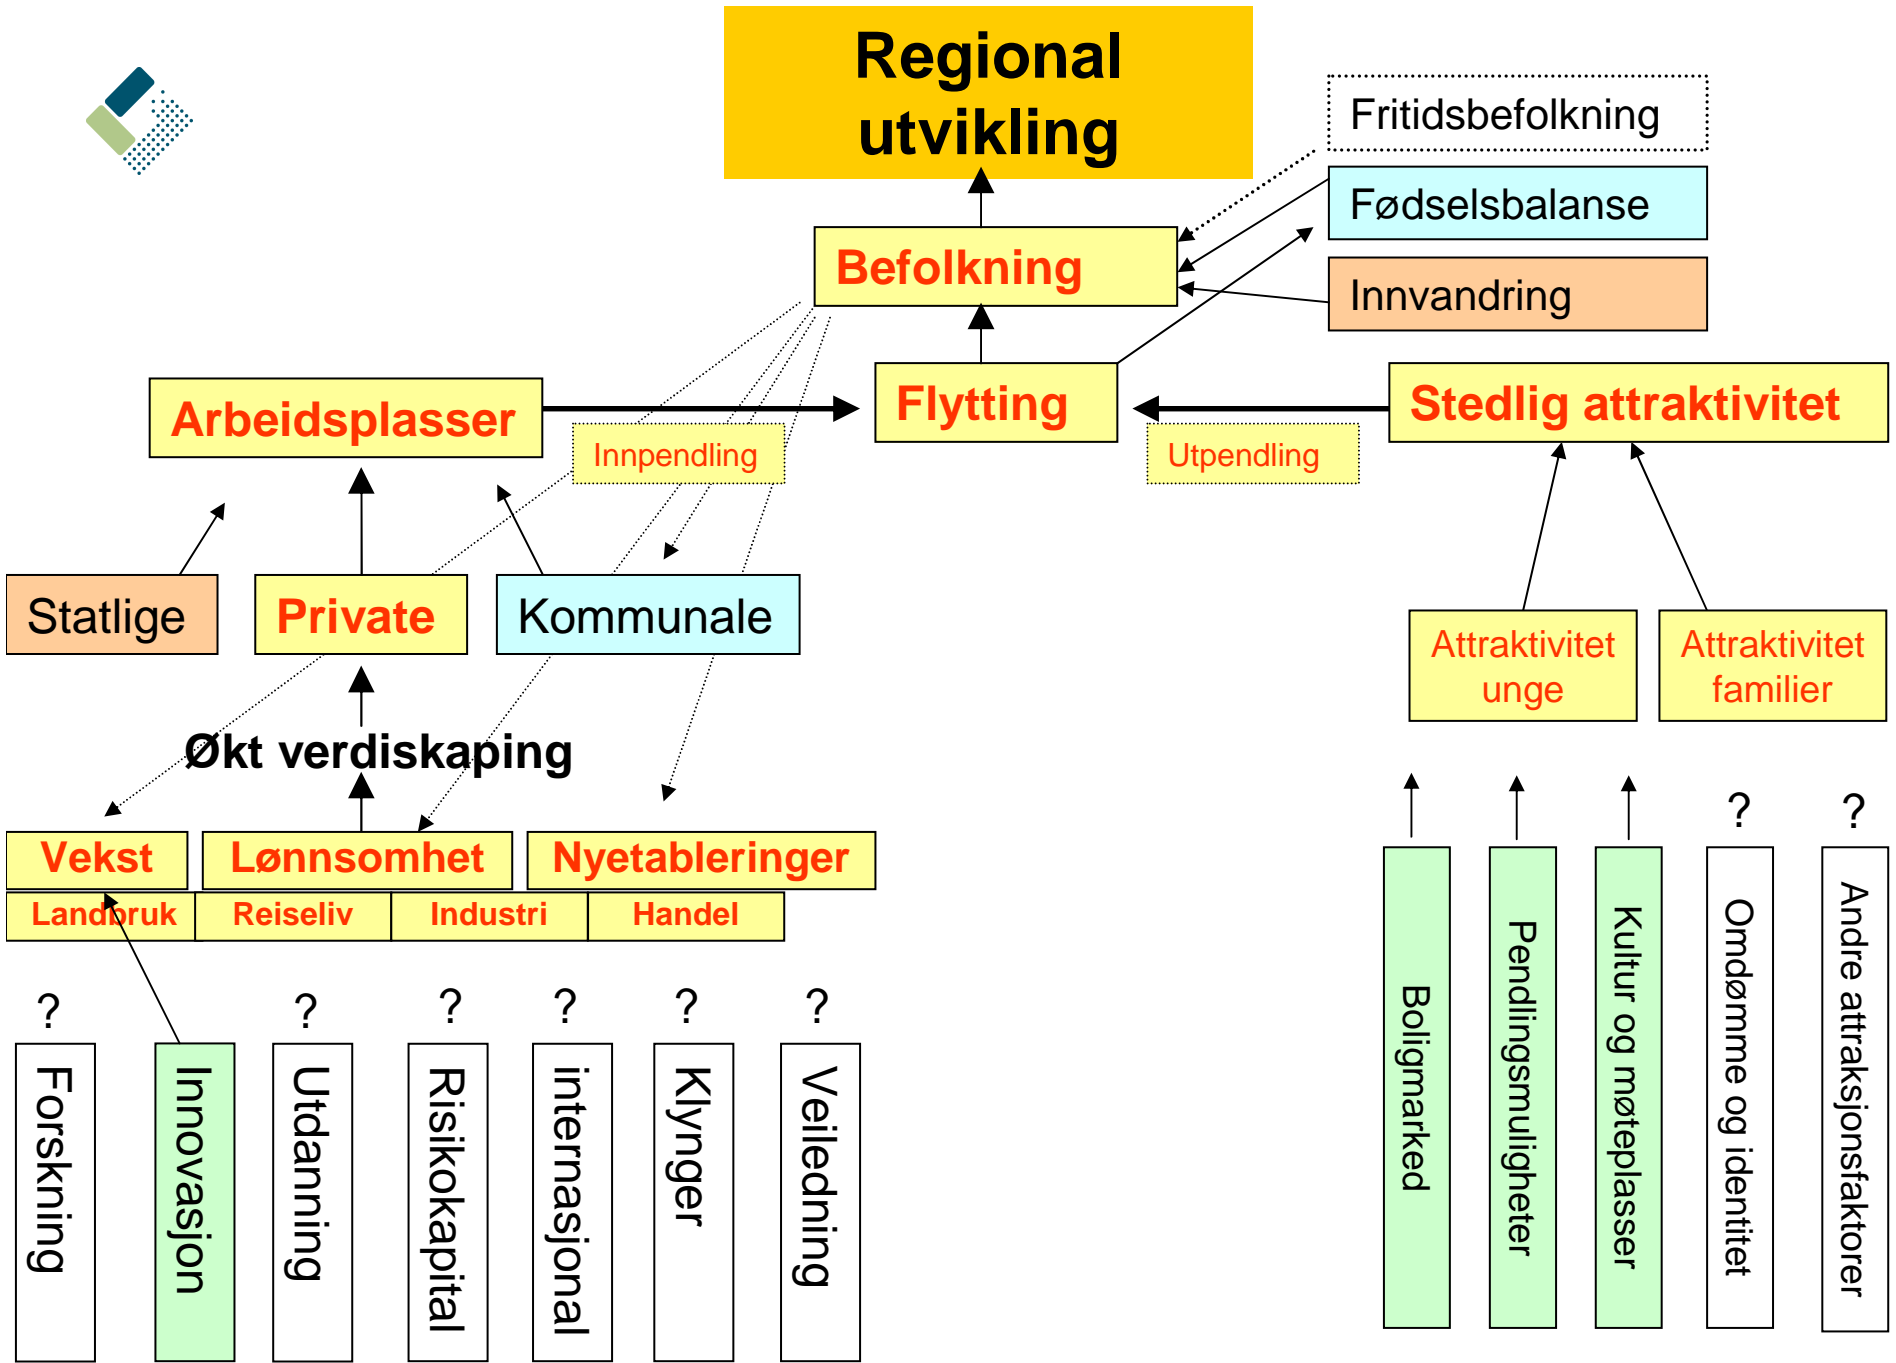 Regional
utvikling
Fritidsbefolkning
Fødselsbalanse
Innvandring
Befolkning
Arbeidsplasser
Flytting
Stedlig attraktivitet
Innpendling
Utpendling
Statlige
Private
Kommunale
Attraktivitet
unge
Attraktivitet
familier
Økt verdiskaping
Vekst
Lønnsomhet
Nyetableringer
Landbruk
Reiseliv
Industri
Handel
?
?
?
?
?
?
?
?
Forskning
Innovasjon
Utdanning
Risikokapital
internasjonal
Klynger
Veiledning
Boligmarked
Pendlingsmuligheter
Kultur og møteplasser
Omdømme og identitet
Andre attraksjonsfaktorer